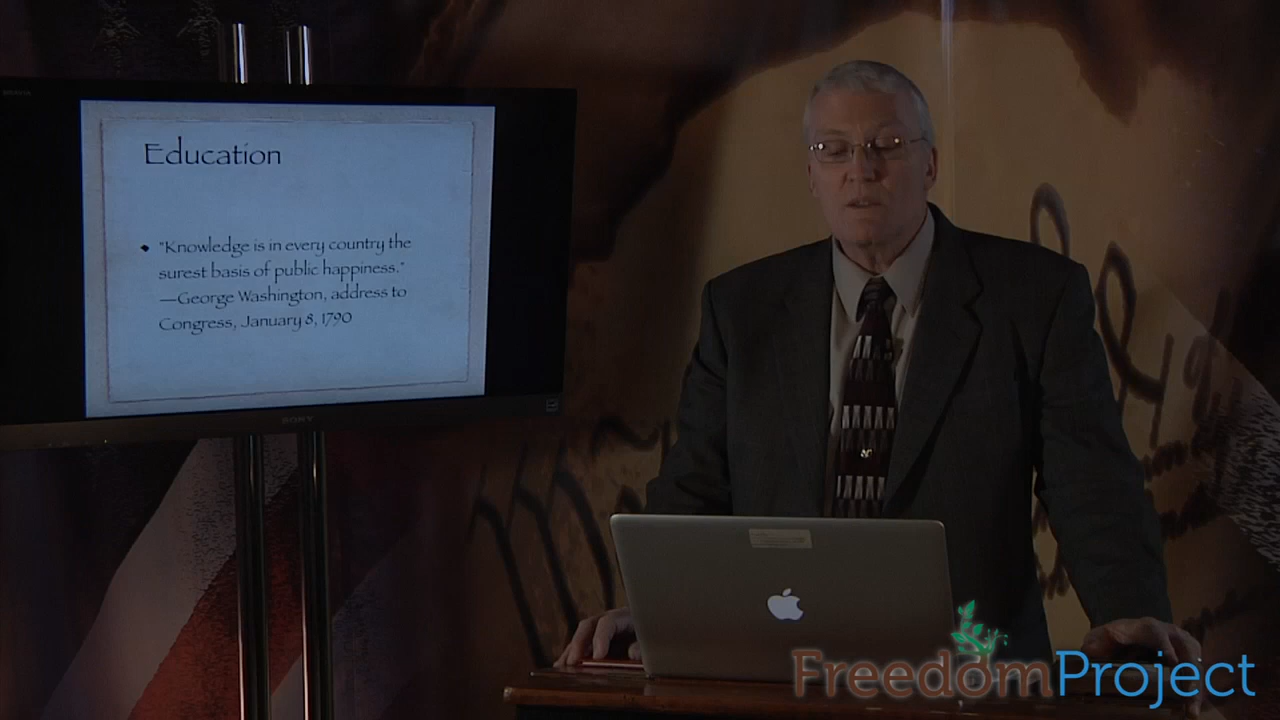 Education
"Knowledge is in every country the
surest basis of public happiness."
—George Washington, address to
Congress, January 8, 1790
SONY
FreedomProject